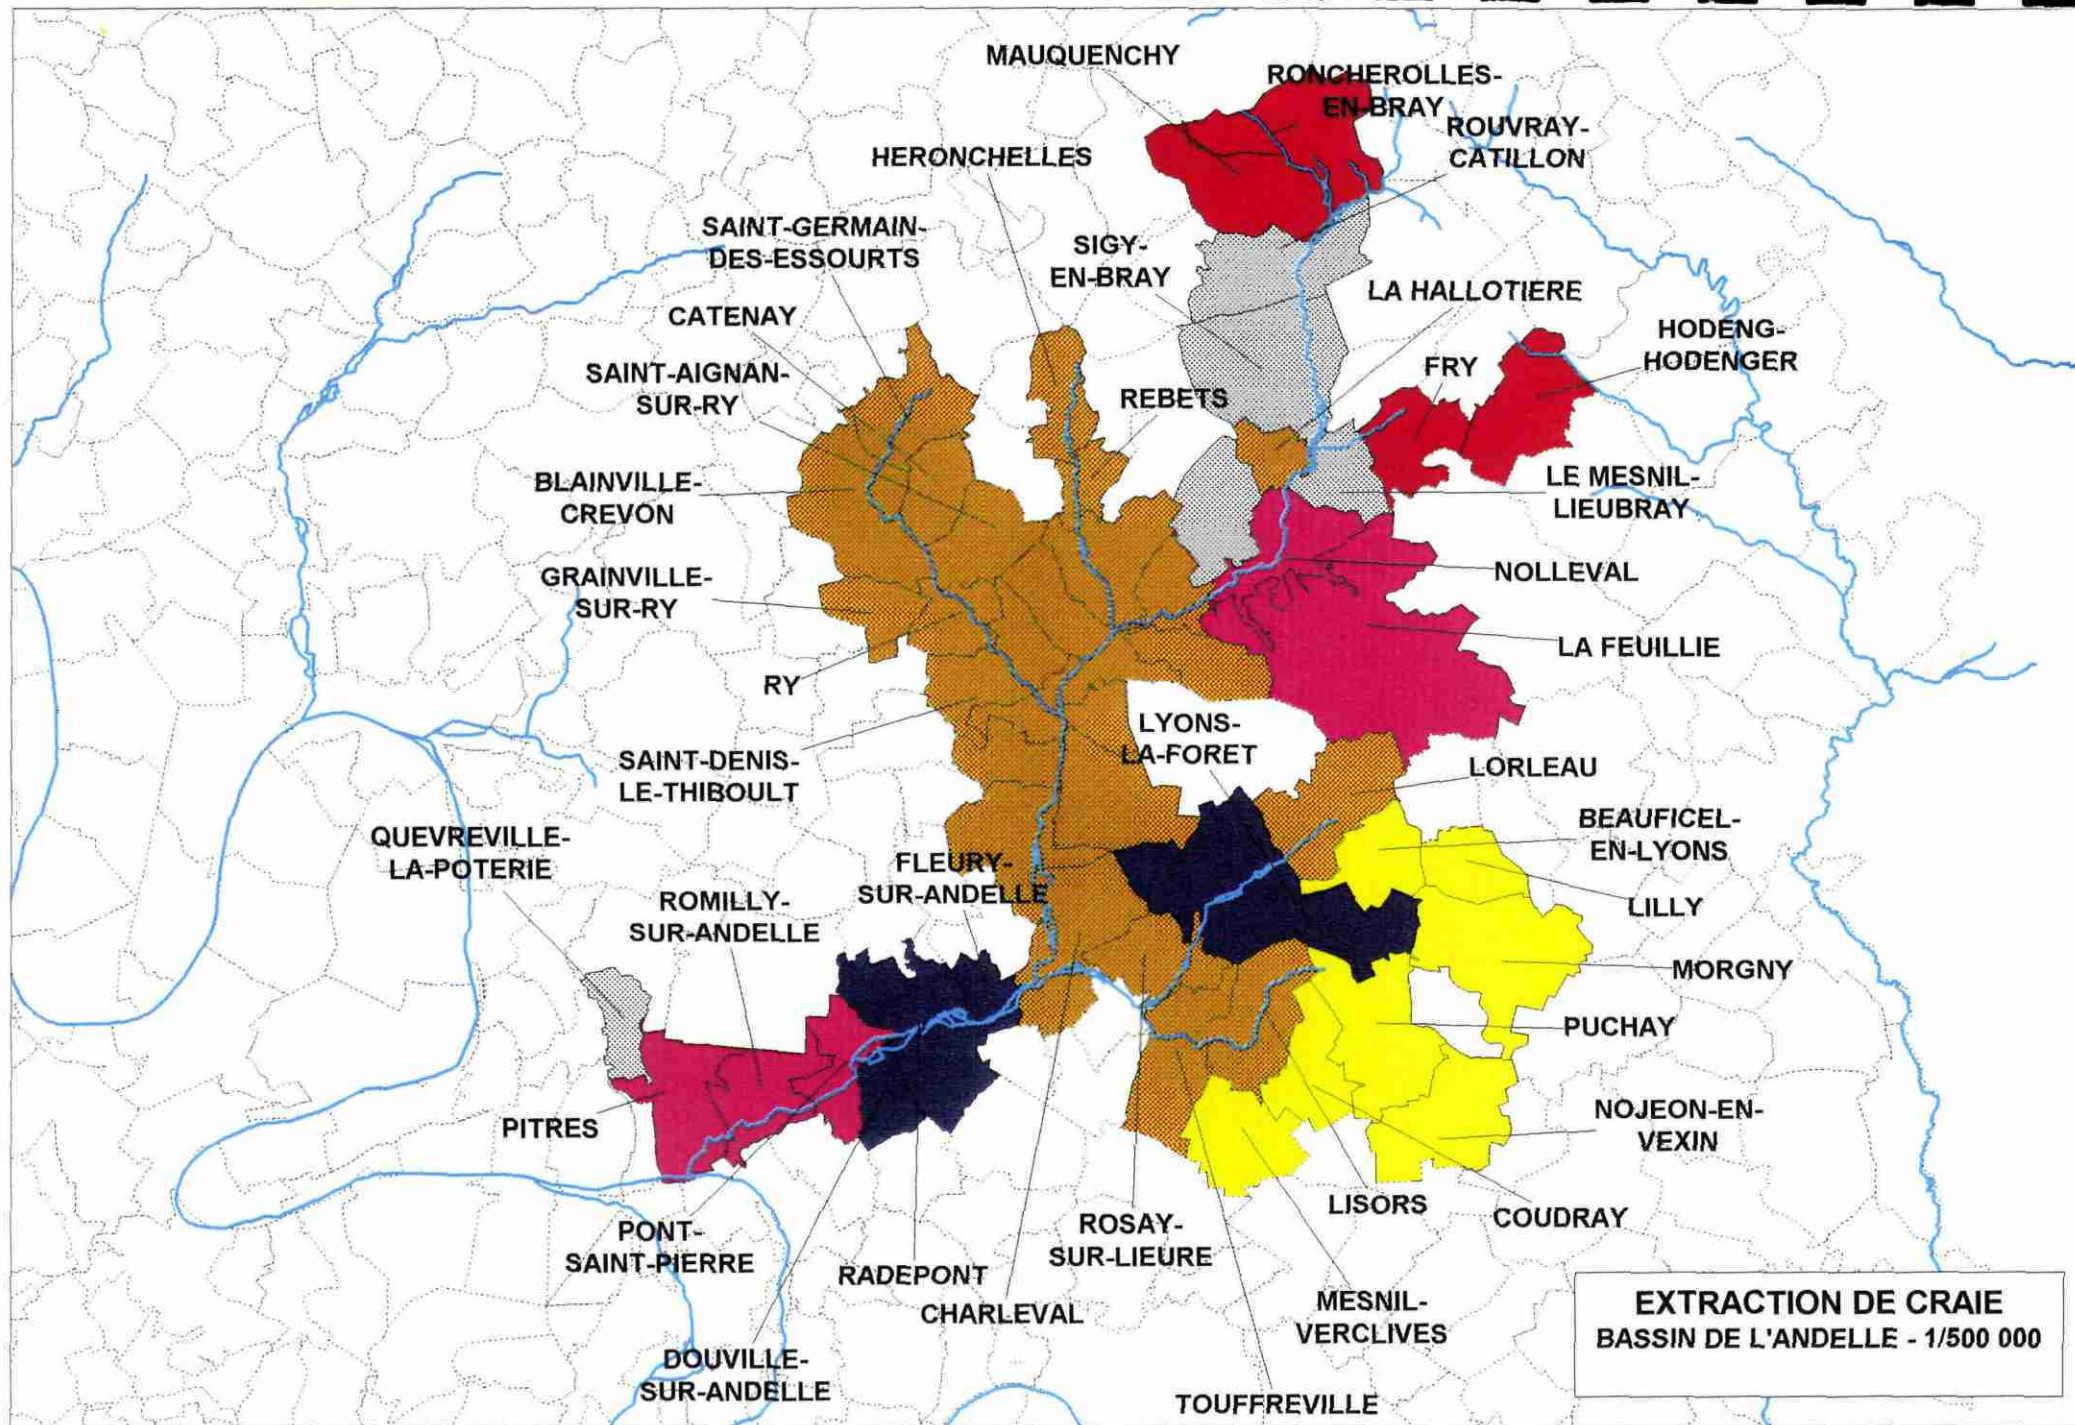 MAUQUENCHY
RONCHEROLLES-
EN-BRAY
ROUVRAY-
CATILLON
HERONCHELLES
SAINT-GERMAIN-
DES-ESSOURTS
SIGY-
EN-BRAY
LA HALLOTIERE
CATENAY
HODENG-
HODENGER
FRY
SAINT-AIGNAN-
SUR-RY
REBETS
BLAINVILLE-
CREVON
LE MESNIL-
LIEUBRAY
GRAINVILLE-
SUR-RY
NOLLEVAL
LA FEUILLIE
RY
LYONS-
LA-FORET
SAINT-DENIS-
LE-THIBOULT
LORLEAU
BEAUFICEL-
EN-LYONS
QUEVREVILLE-
LA-POTERIE
FLEURY-
SUR-ANDELLE
ROMILLY-
SUR-ANDELLE
LILLY
MORGNY
PUCHAY
PITRES
NOJEON-EN-
VEXIN
LISORS
COUDRAY
ROSAY-
SUR-LIEURE
PONT-
SAINT-PIERRE
RADEPONT
CHARLEVAL
MESNIL-
VERCLIVES
DOUVILLE-
SUR-ANDELLE
TOUFFREVILLE
EXTRACTION DE CRAIE
BASSIN DE L'ANDELLE - 1/500 000